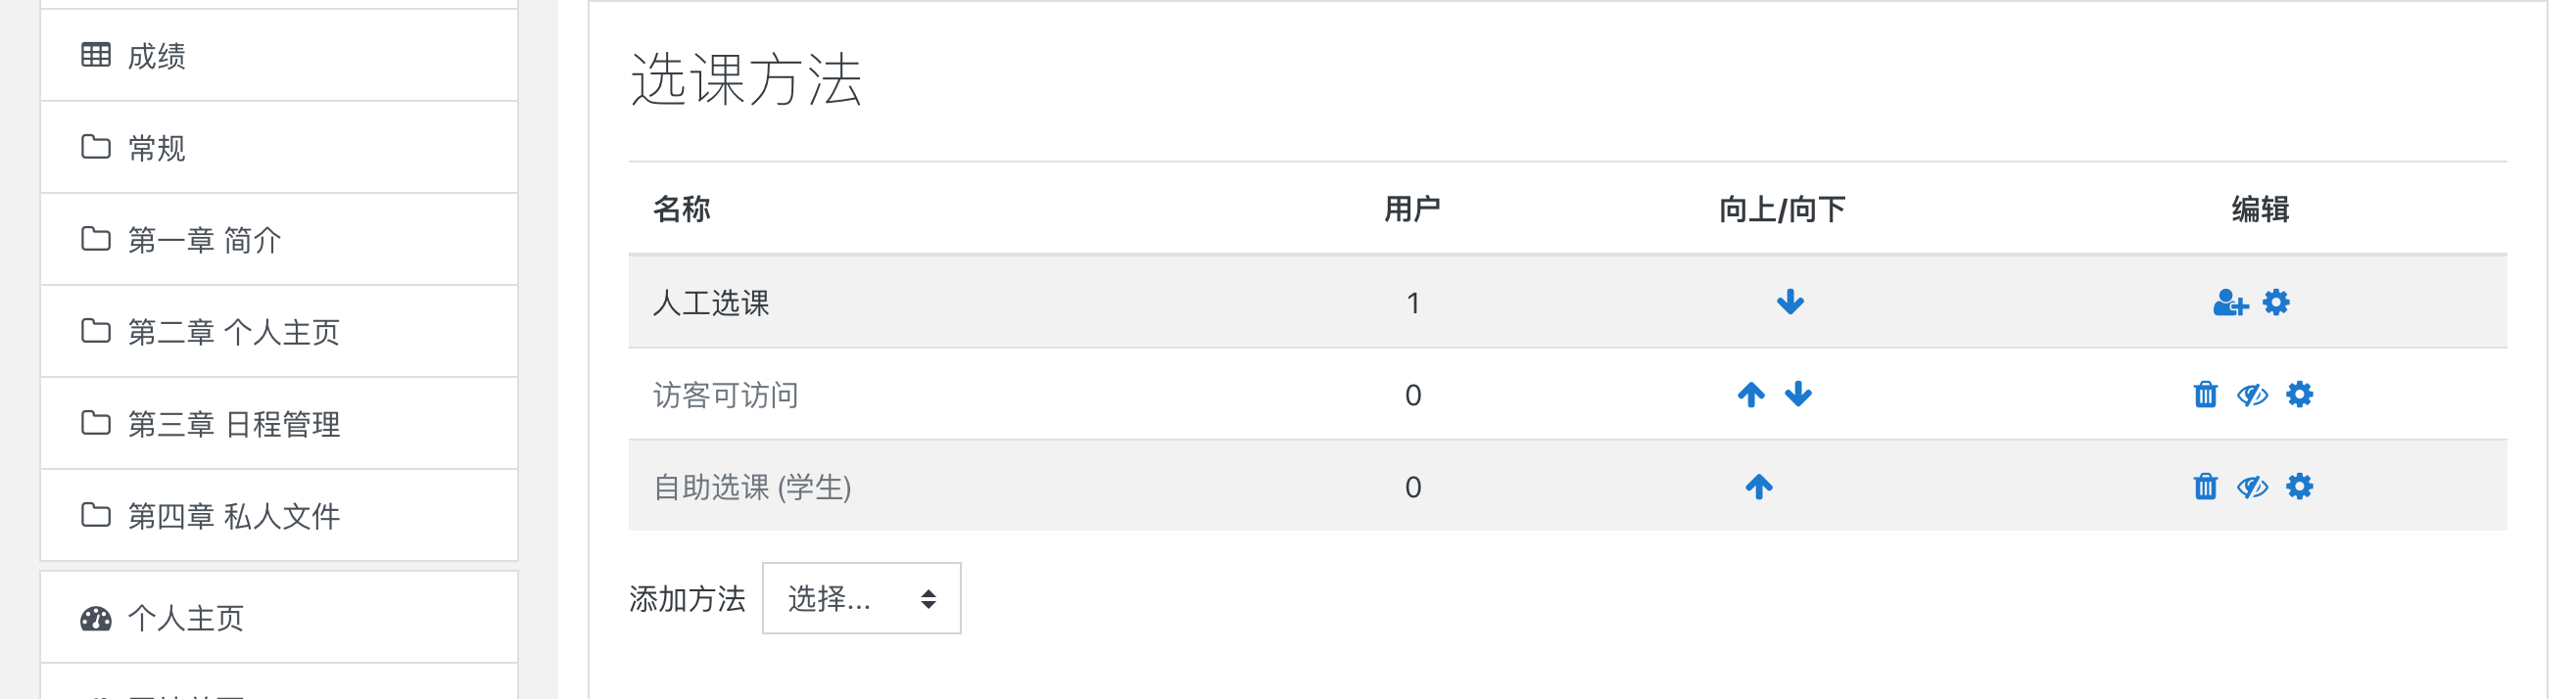 成绩
常规
第一章 简介
第二章 个人主页
第三章 日程管理
第四章 私人文件
个人主页
选课方法
名称 用户 向上/向下 编辑
人工选课 1
访客可访问 0
自助选课 (学生) 0
添加方法 选择...